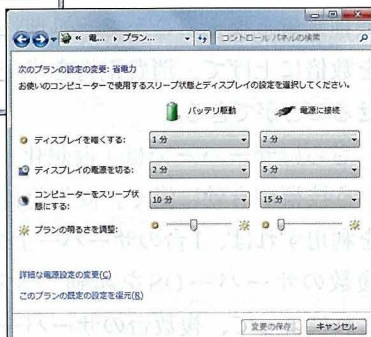 « 電... ▸ プラン...
コントロール パネルの検索
次のプランの設定の変更: 省電力
お使いのコンピューターで使用するスリープ状態とディスプレイの設定を選択してください。
バッテリ駆動
電源に接続
ディスプレイを暗くする:
1 分
2 分
ディスプレイの電源を切る:
2 分
5 分
コンピューターをスリープ状
態にする:
10 分
15 分
プランの明るさを調整:
詳細な電源設定の変更(C)
このプランの既定の設定を復元(R)
変更の保存
キャンセル